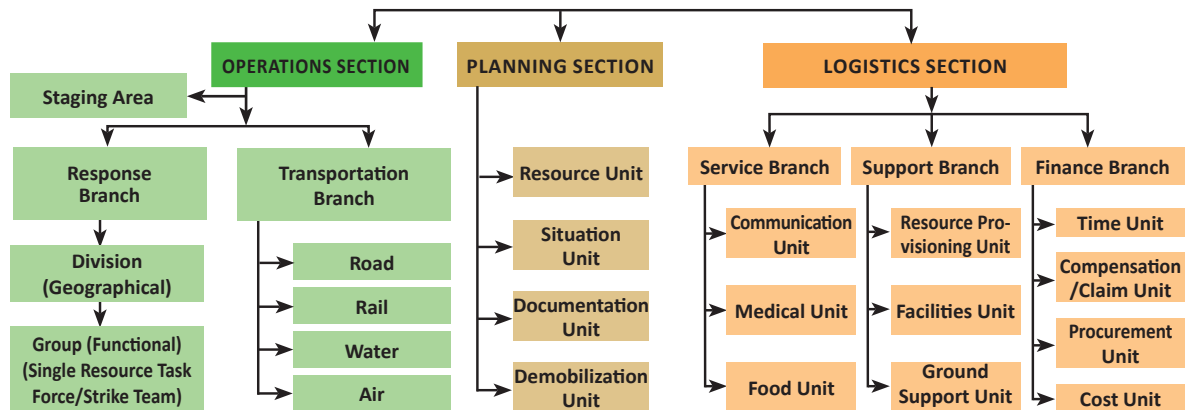 OPERATIONS SECTION
PLANNING SECTION
LOGISTICS SECTION
Staging Area
Response
Branch
Transportation
Branch
Division
(Geographical)
Group (Functional)
(Single Resource Task
Force/Strike Team)
Road
Rail
Water
Air
Resource Unit
Situation
Unit
Documentation
Unit
Demobilization
Unit
Service Branch
Support Branch
Finance Branch
Communication
Unit
Medical Unit
Food Unit
Resource Pro-
visioning Unit
Facilities Unit
Ground
Support Unit
Time Unit
Compensation
/Claim Unit
Procurement
Unit
Cost Unit